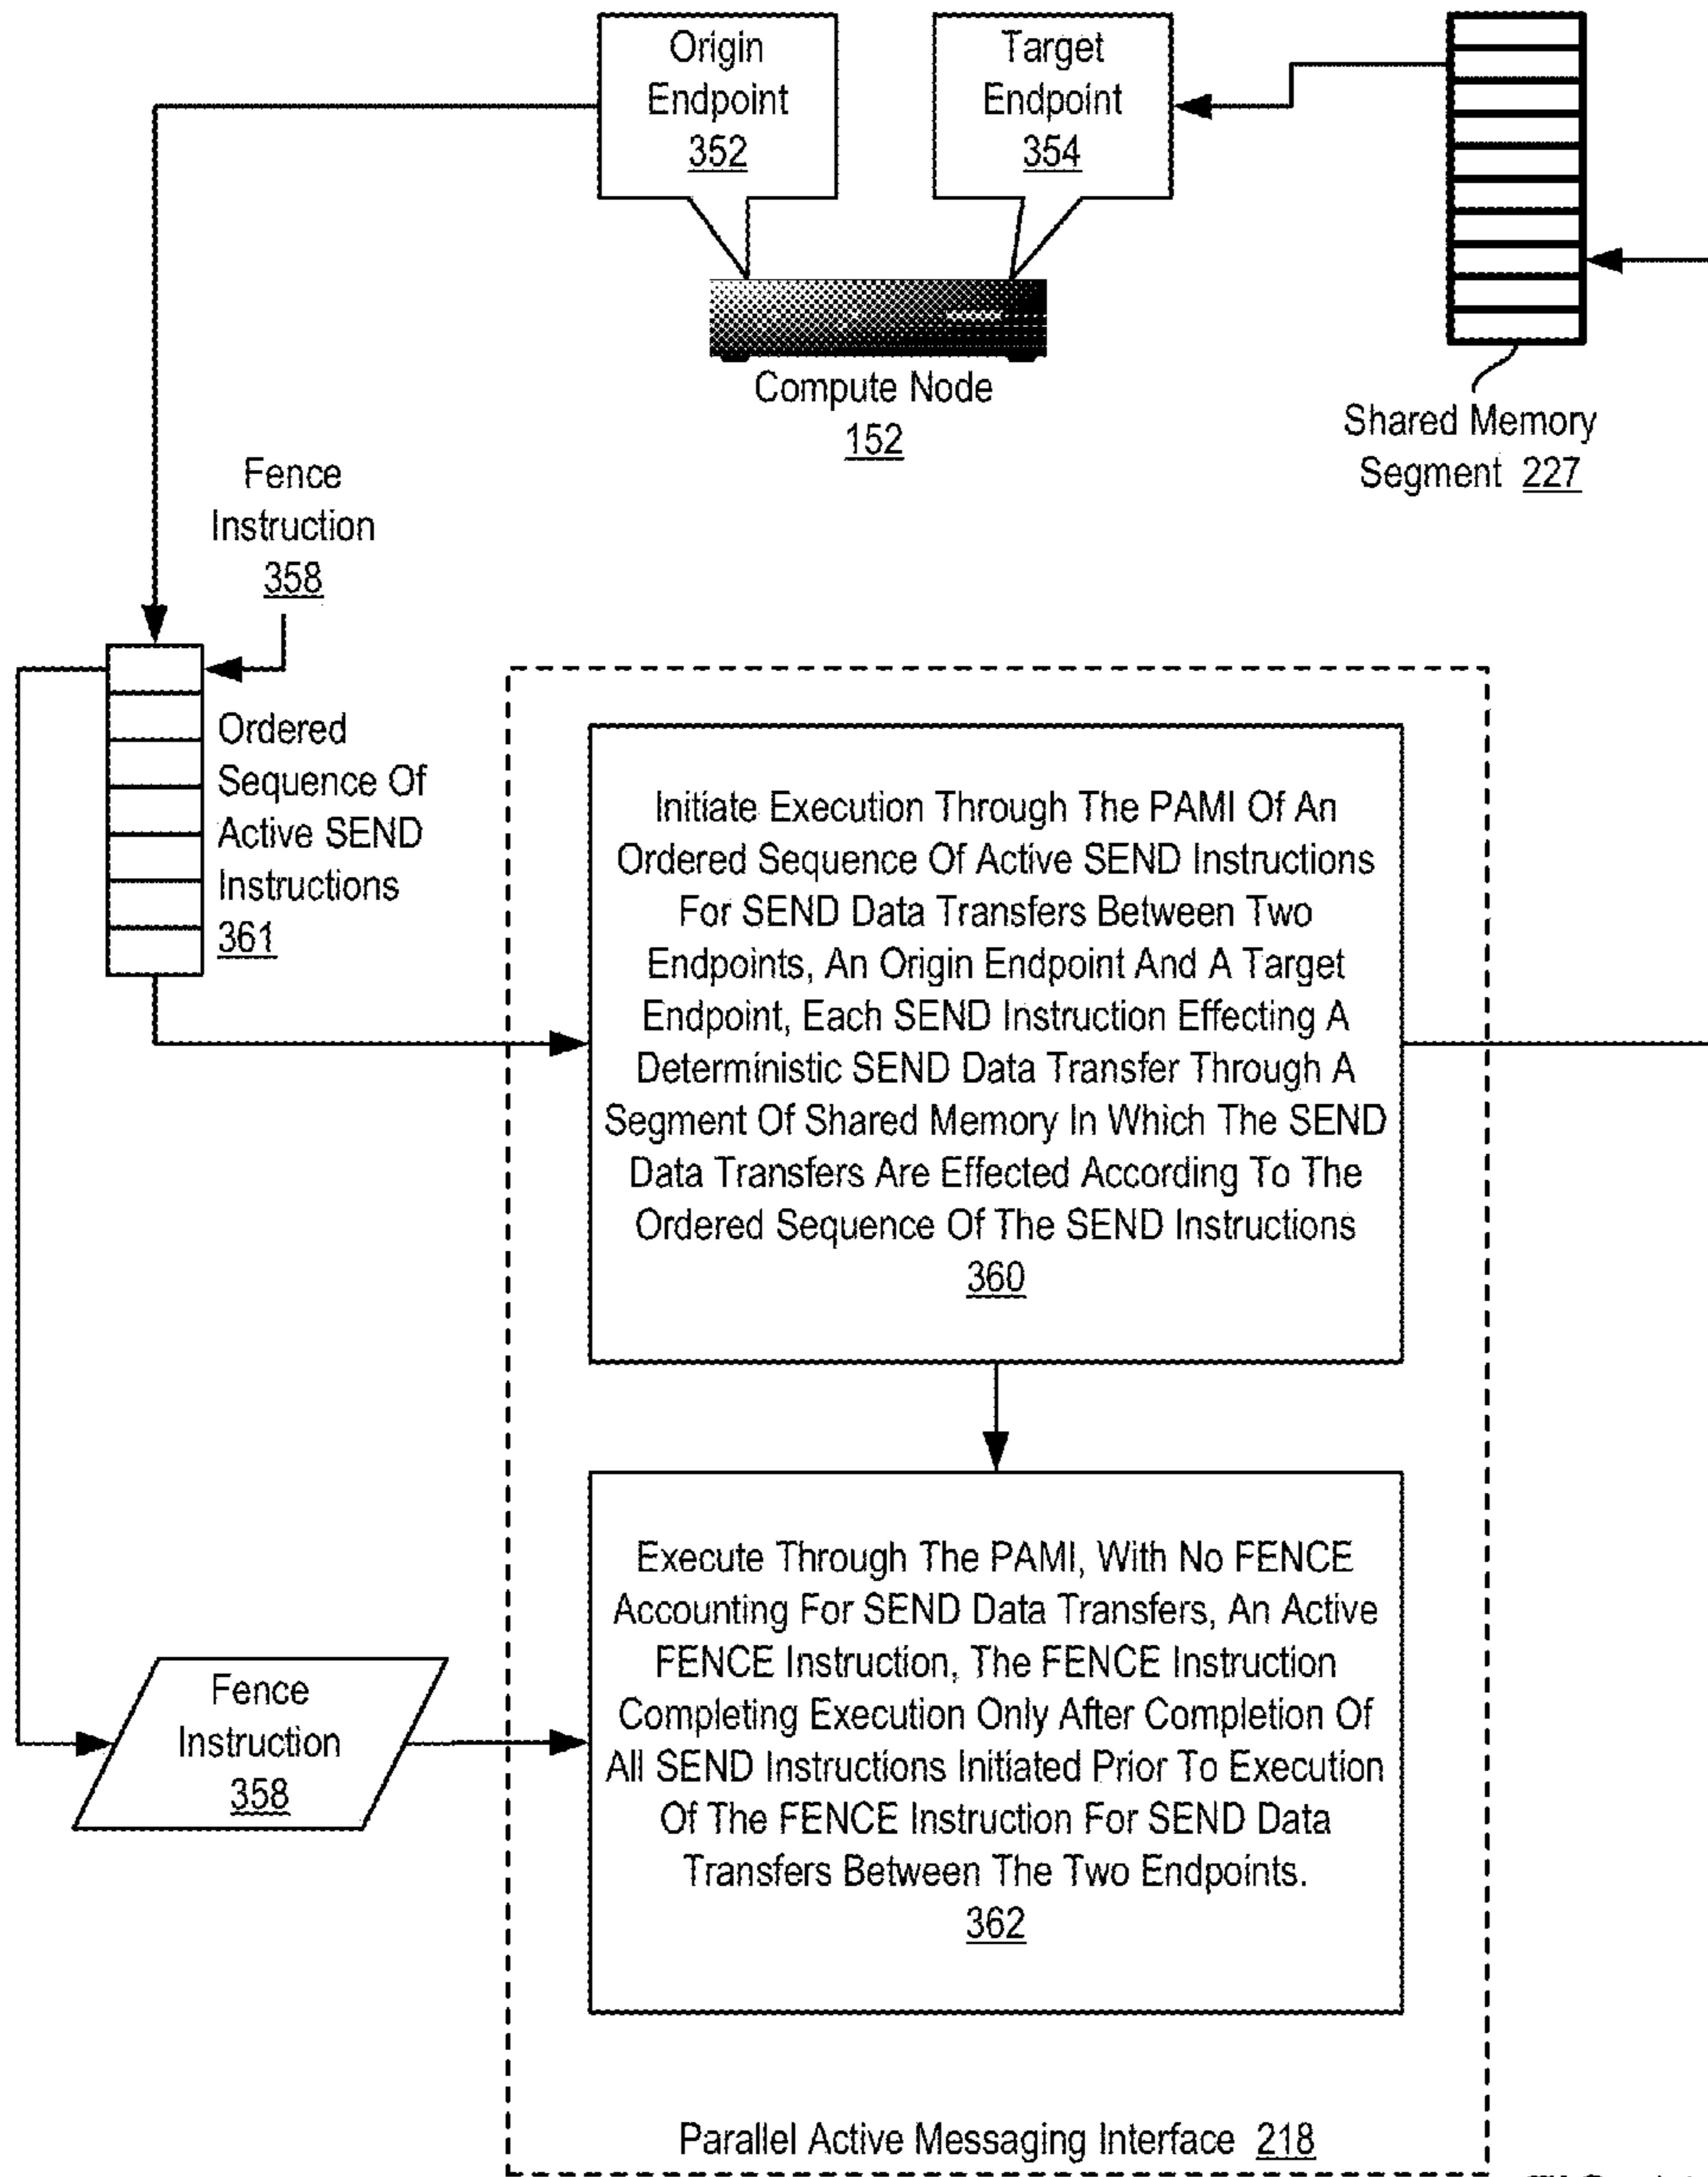 Origin
Endpoint
352
Target
Endpoint
354
Compute Node
152
Shared Memory
Segment 227
Fence
Instruction
358
Ordered
Sequence Of
Active SEND
Instructions
361
Initiate Execution Through The PAMI Of An
Ordered Sequence Of Active SEND Instructions
For SEND Data Transfers Between Two
Endpoints, An Origin Endpoint And A Target
Endpoint, Each SEND Instruction Effecting A
Deterministic SEND Data Transfer Through A
Segment Of Shared Memory In Which The SEND
Data Transfers Are Effected According To The
Ordered Sequence Of The SEND Instructions
360
Execute Through The PAMI, With No FENCE
Accounting For SEND Data Transfers, An Active
FENCE Instruction, The FENCE Instruction
Completing Execution Only After Completion Of
All SEND Instructions Initiated Prior To Execution
Of The FENCE Instruction For SEND Data
Transfers Between The Two Endpoints.
362
Fence
Instruction
358
Parallel Active Messaging Interface 218